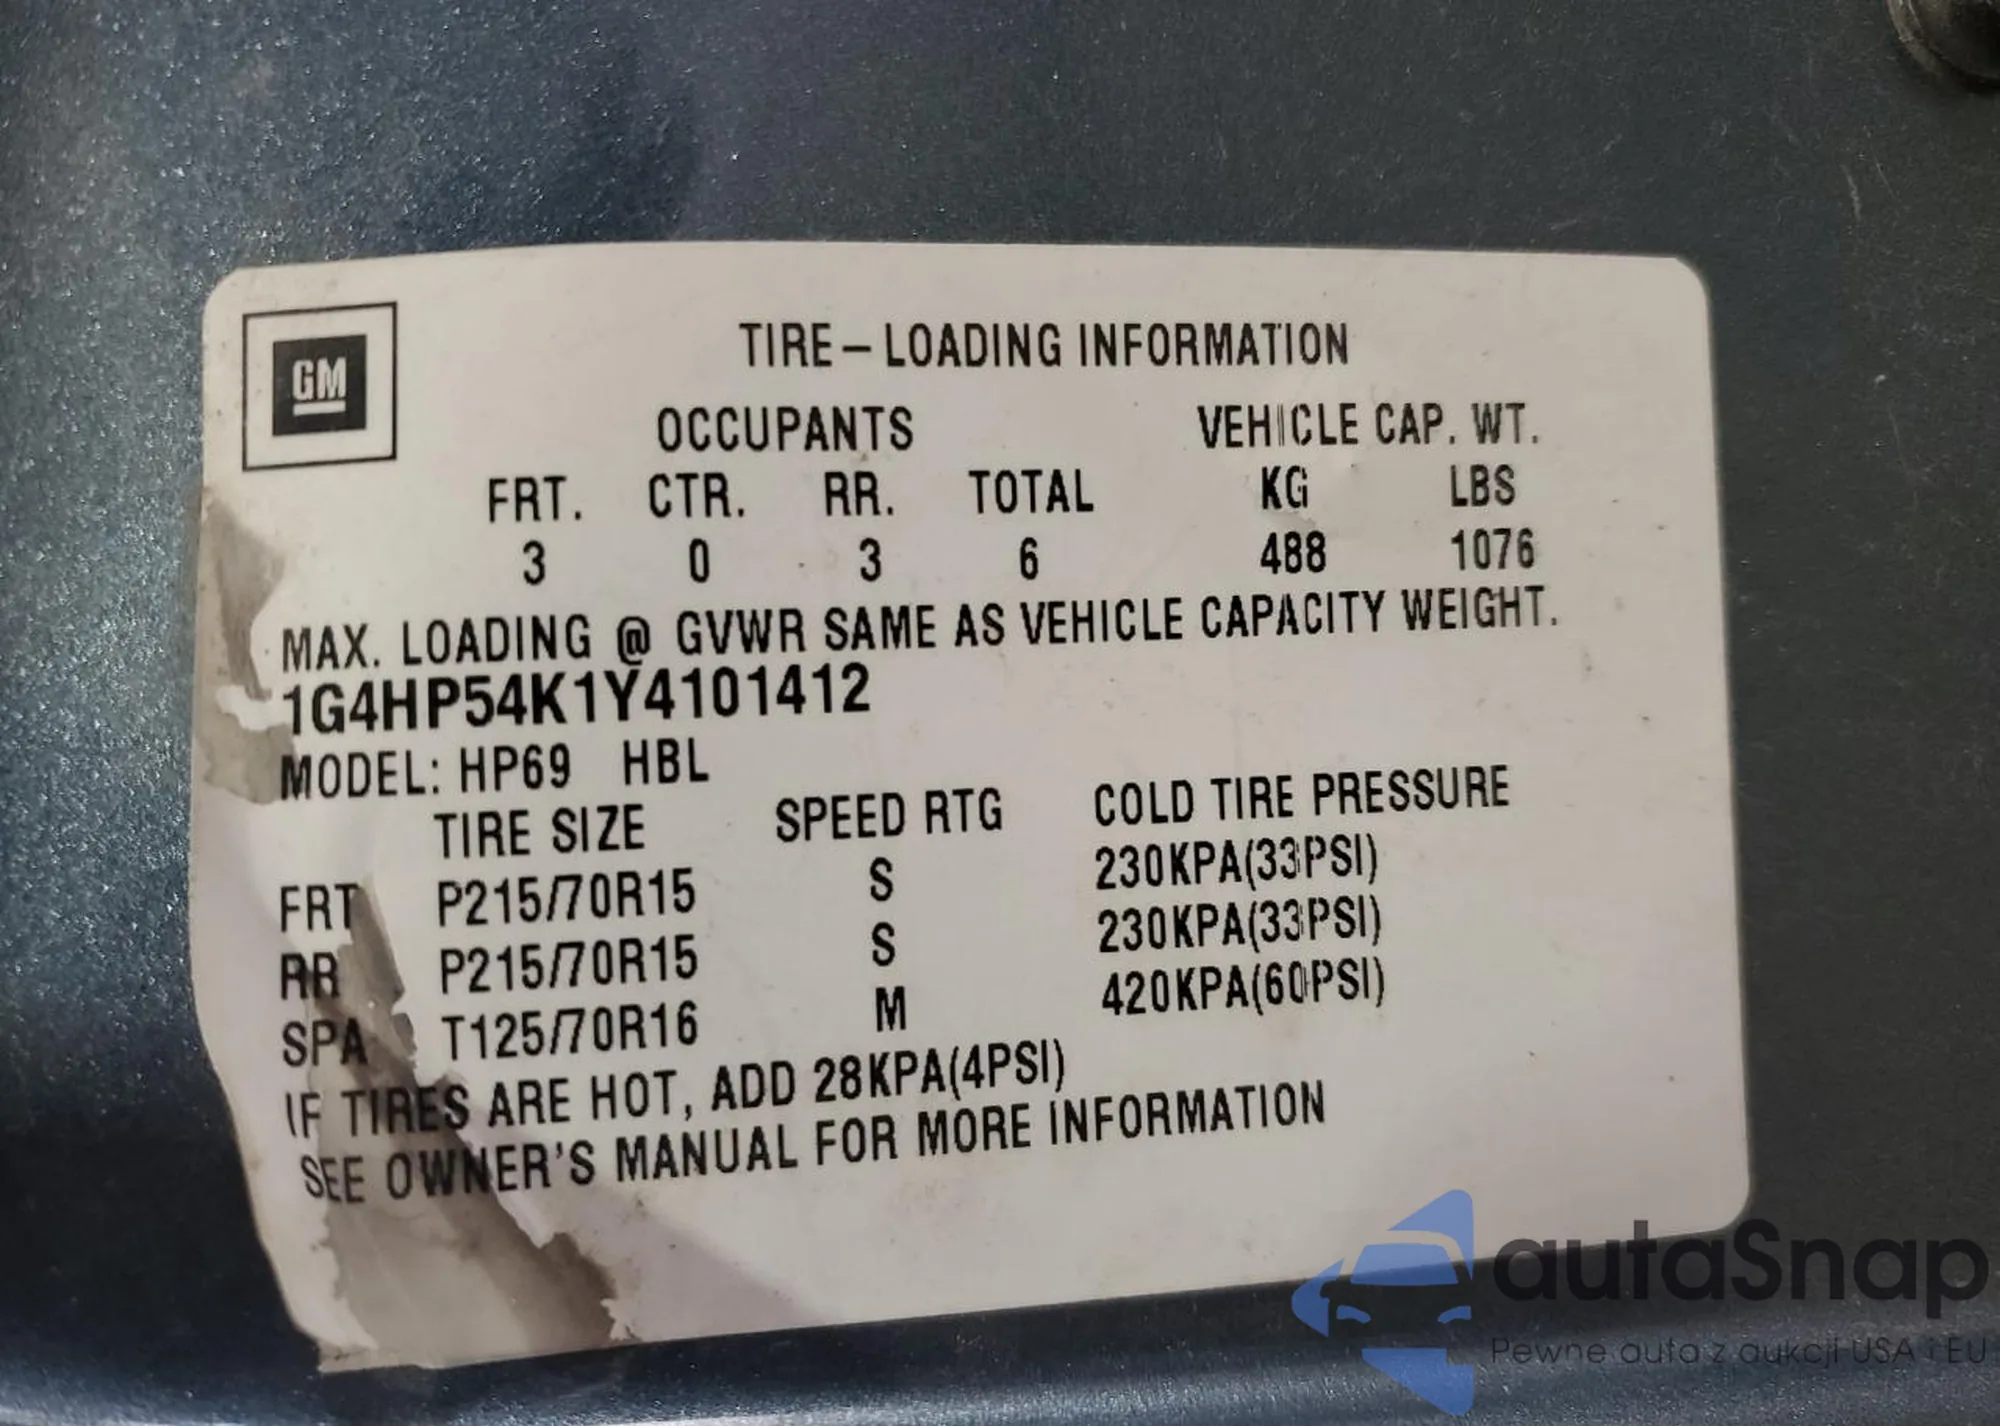 GM
TIRE-LOADING INFORMATION
OCCUPANTS VEHICLE CAP. WT.
FRT. CTR. RR. TOTAL KG LBS
3 0 3 6 488 1076
MAX. LOADING @ GVWR SAME AS VEHICLE CAPACITY WEIGHT.
1G4HP54K1Y4101412
MODEL: HP69 HBL
TIRE SIZE SPEED RTG COLD TIRE PRESSURE
FRT P215/70R15 S 230KPA(33PSI)
RR P215/70R15 S 230KPA(33PSI)
SPA T125/70R16 M 420KPA(60PSI)
IF TIRES ARE HOT, ADD 28KPA(4PSI)
SEE OWNER'S MANUAL FOR MORE INFORMATION
autaSnap
Pewne auta z aukcji USA i EU